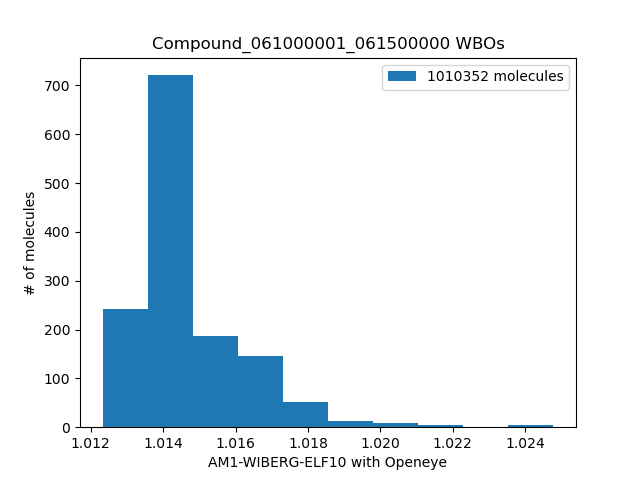 Compound_061000001_061500000 WBOs
1010352 molecules
# of molecules
700
600
500
400
300
200
100
0
1.012 1.014 1.016 1.018 1.020 1.022 1.024
AM1-WIBERG-ELF10 with Openeye